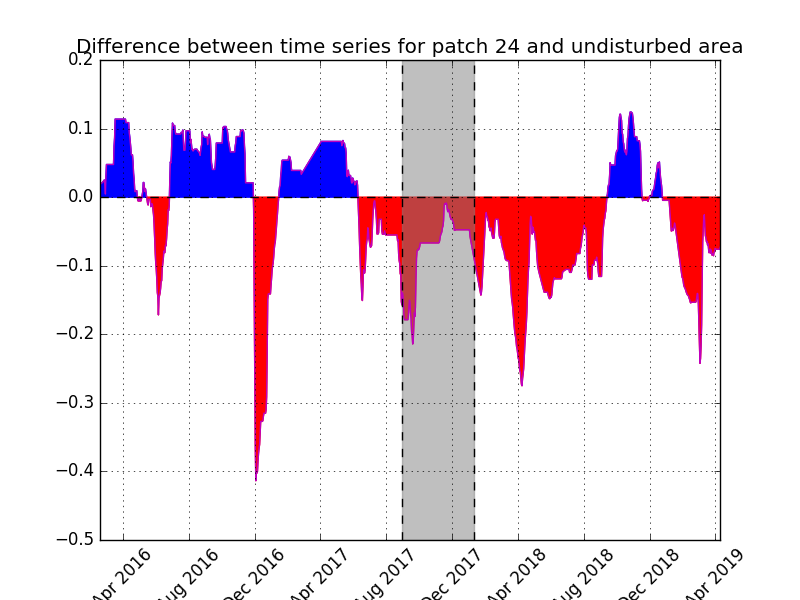 Difference between time series for patch 24 and undisturbed area
0.2
0.1
0.0
−0.1
−0.2
−0.3
−0.4
−0.5
Apr 2016
Aug 2016
Dec 2016
Apr 2017
Aug 2017
Dec 2017
Apr 2018
Aug 2018
Dec 2018
Apr 2019